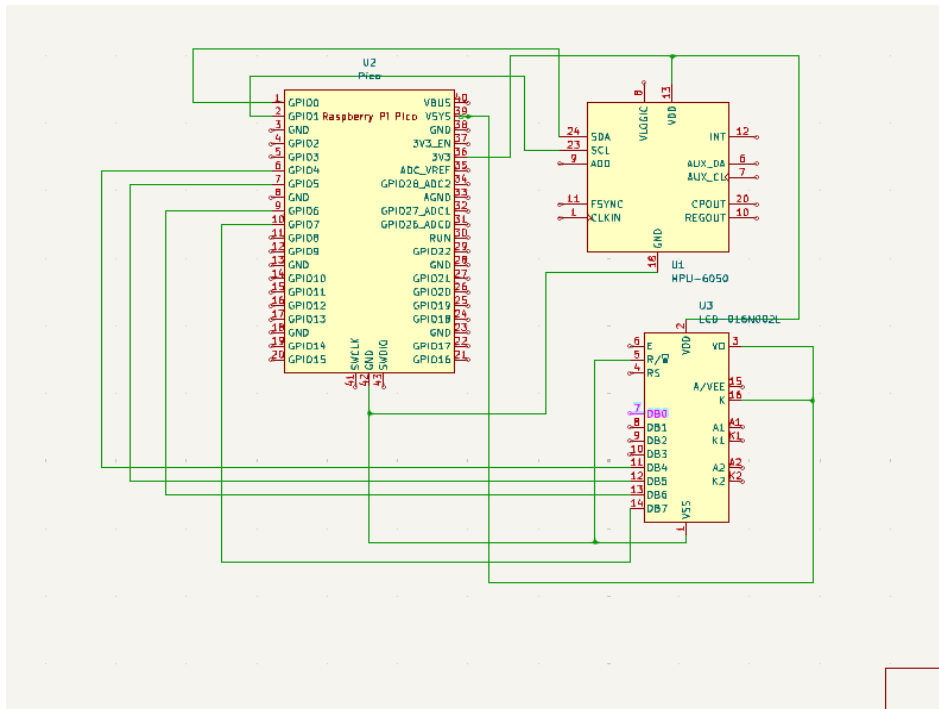 U2
Pico
Raspberry Pi Pico
1 GPIO0
2 GPIO1
3 GND
4 GPIO2
5 GPIO3
6 GPIO4
7 GPIO5
8 GND
9 GPIO6
10 GPIO7
11 GPIO8
12 GPIO9
13 GND
14 GPIO10
15 GPIO11
16 GPIO12
17 GPIO13
18 GND
19 GPIO14
20 GPIO15
VBUS 40
VSYS 39
GND 38
3V3_EN 37
3V3 36
ADC_VREF 35
GPIO28_ADC2 34
AGND 33
GPIO27_ADC1 32
GPIO26_ADC0 31
RUN 30
GPIO22 29
GND 28
GPIO21 27
GPIO20 26
GPIO19 25
GPIO18 24
GND 23
GPIO17 22
GPIO16 21
SWCLK 41
GND 42
SWDIO 43
8 VLOGIC
13 VDD
24 SDA
23 SCL
9 AD0
11 FSYNC
1 CLKIN
INT 12
AUX_DA 6
AUX_CL 7
CPOUT 20
REGOUT 10
GND 18
U1
MPU-6050
U3
LCD-016N002L
2 VDD
6 E
5 R/W
4 RS
7 DB0
8 DB1
9 DB2
10 DB3
11 DB4
12 DB5
13 DB6
14 DB7
VO 3
A/VEE 15
K 16
A1 A1
K1 K1
A2 A2
K2 K2
VSS 1